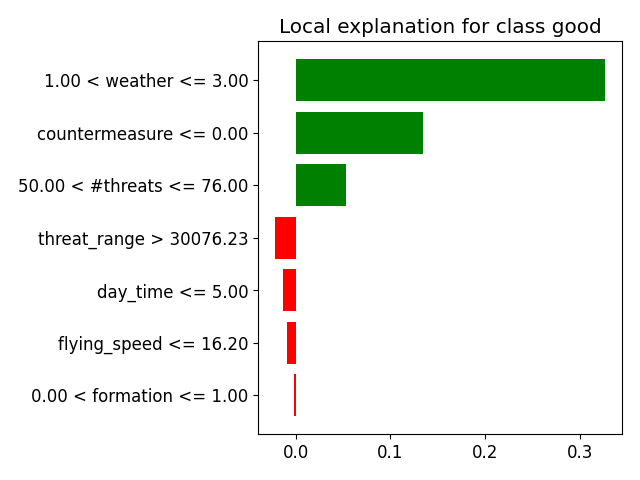 Local explanation for class good
1.00 < weather <= 3.00
countermeasure <= 0.00
50.00 < #threats <= 76.00
threat_range > 30076.23
day_time <= 5.00
flying_speed <= 16.20
0.00 < formation <= 1.00
0.0 0.1 0.2 0.3